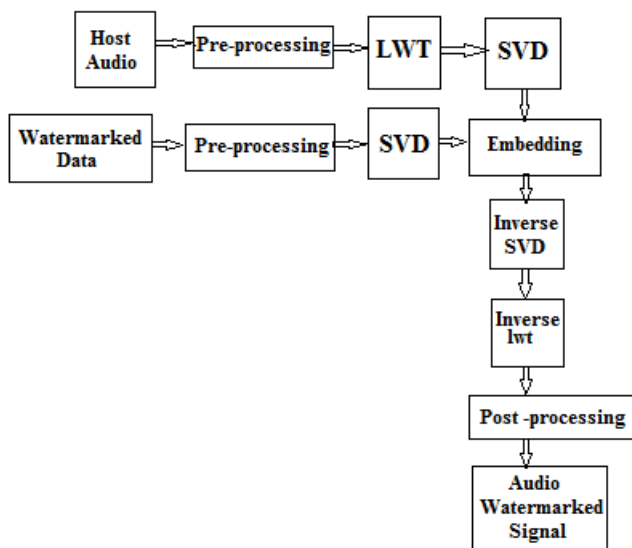 Host
Audio
Pre-processing
LWT
SVD
Watermarked
Data
Pre-processing
SVD
Embedding
Inverse
SVD
Inverse
lwt
Post -processing
Audio
Watermarked
Signal